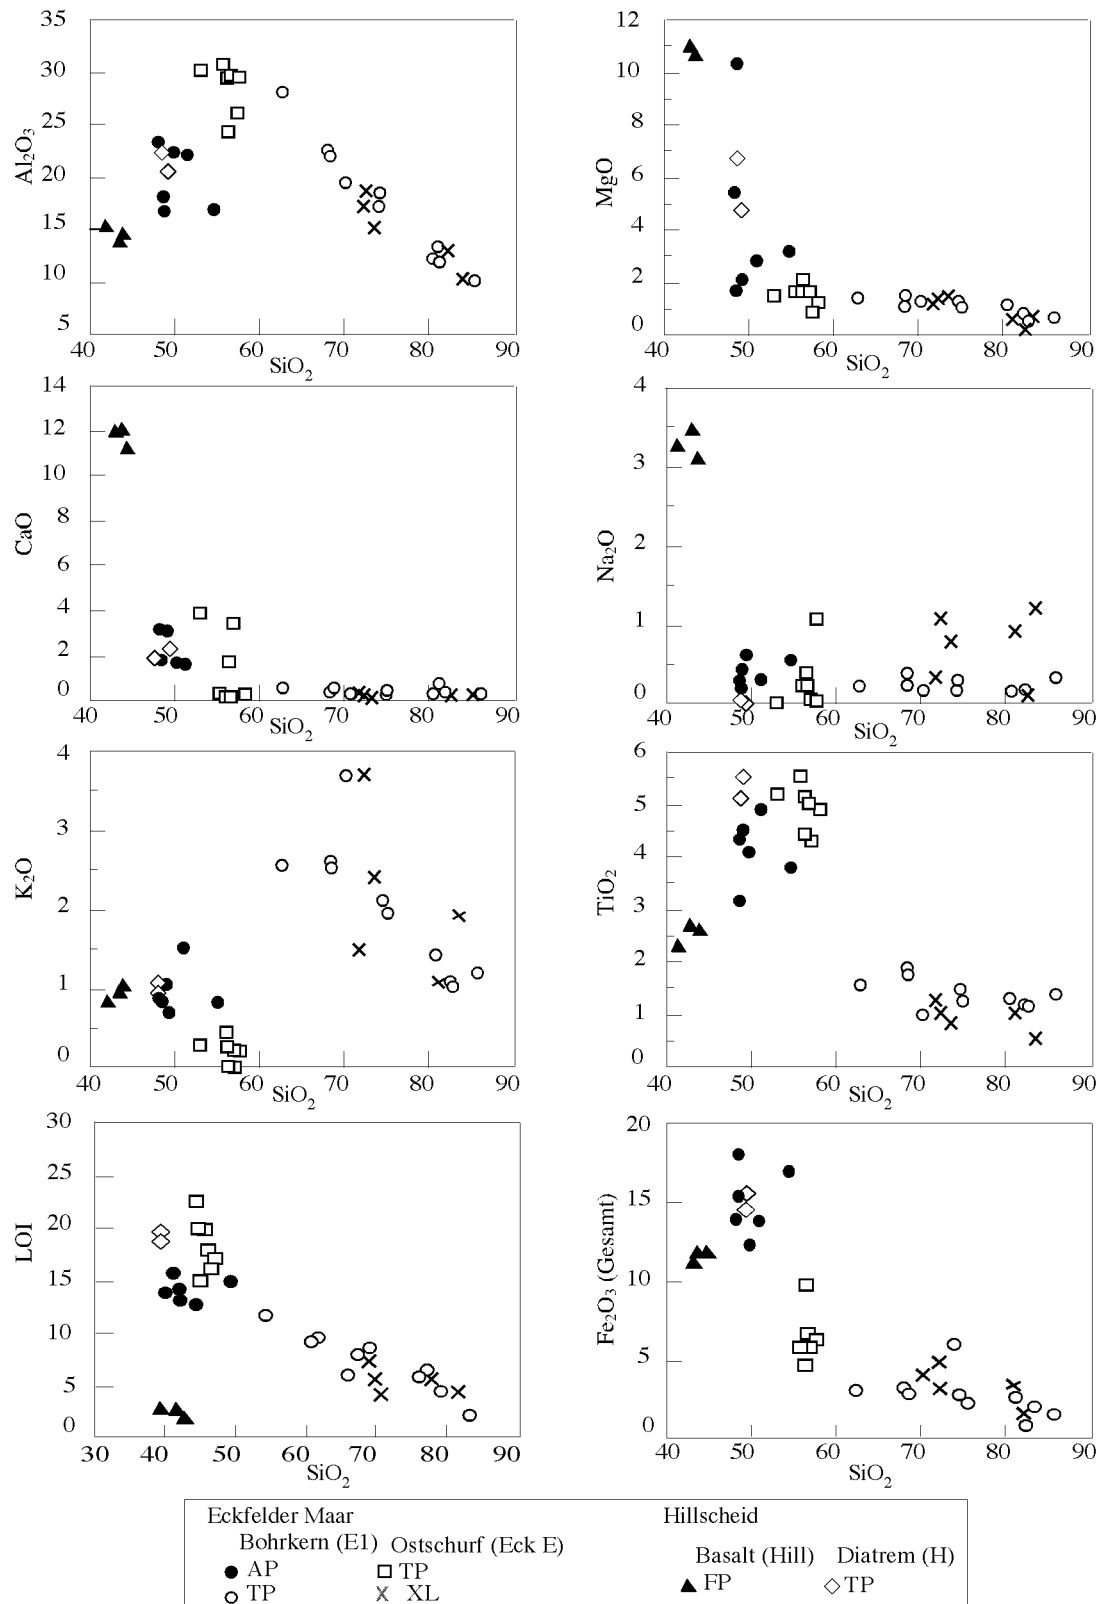 35
30
25
20
15
10
5
Al₂O₃
40 50 60 70 80 90
SiO₂
12
10
8
6
4
2
0
MgO
40 50 60 70 80 90
SiO₂
14
12
10
8
6
4
2
0
CaO
40 50 60 70 80 90
SiO₂
4
3
2
1
0
Na₂O
40 50 60 70 80 90
SiO₂
4
3
2
1
0
K₂O
40 50 60 70 80 90
SiO₂
6
5
4
3
2
1
0
TiO₂
40 50 60 70 80 90
SiO₂
30
25
20
15
10
5
0
LOI
30 40 50 60 70 80 90
SiO₂
20
15
10
5
0
Fe₂O₃ (Gesamt)
40 50 60 70 80 90
SiO₂
Eckfelder Maar
Bohrkern (E1) Ostschurf (Eck E)
AP TP
TP XL
Hillscheid
Basalt (Hill) Diatrem (H)
FP TP